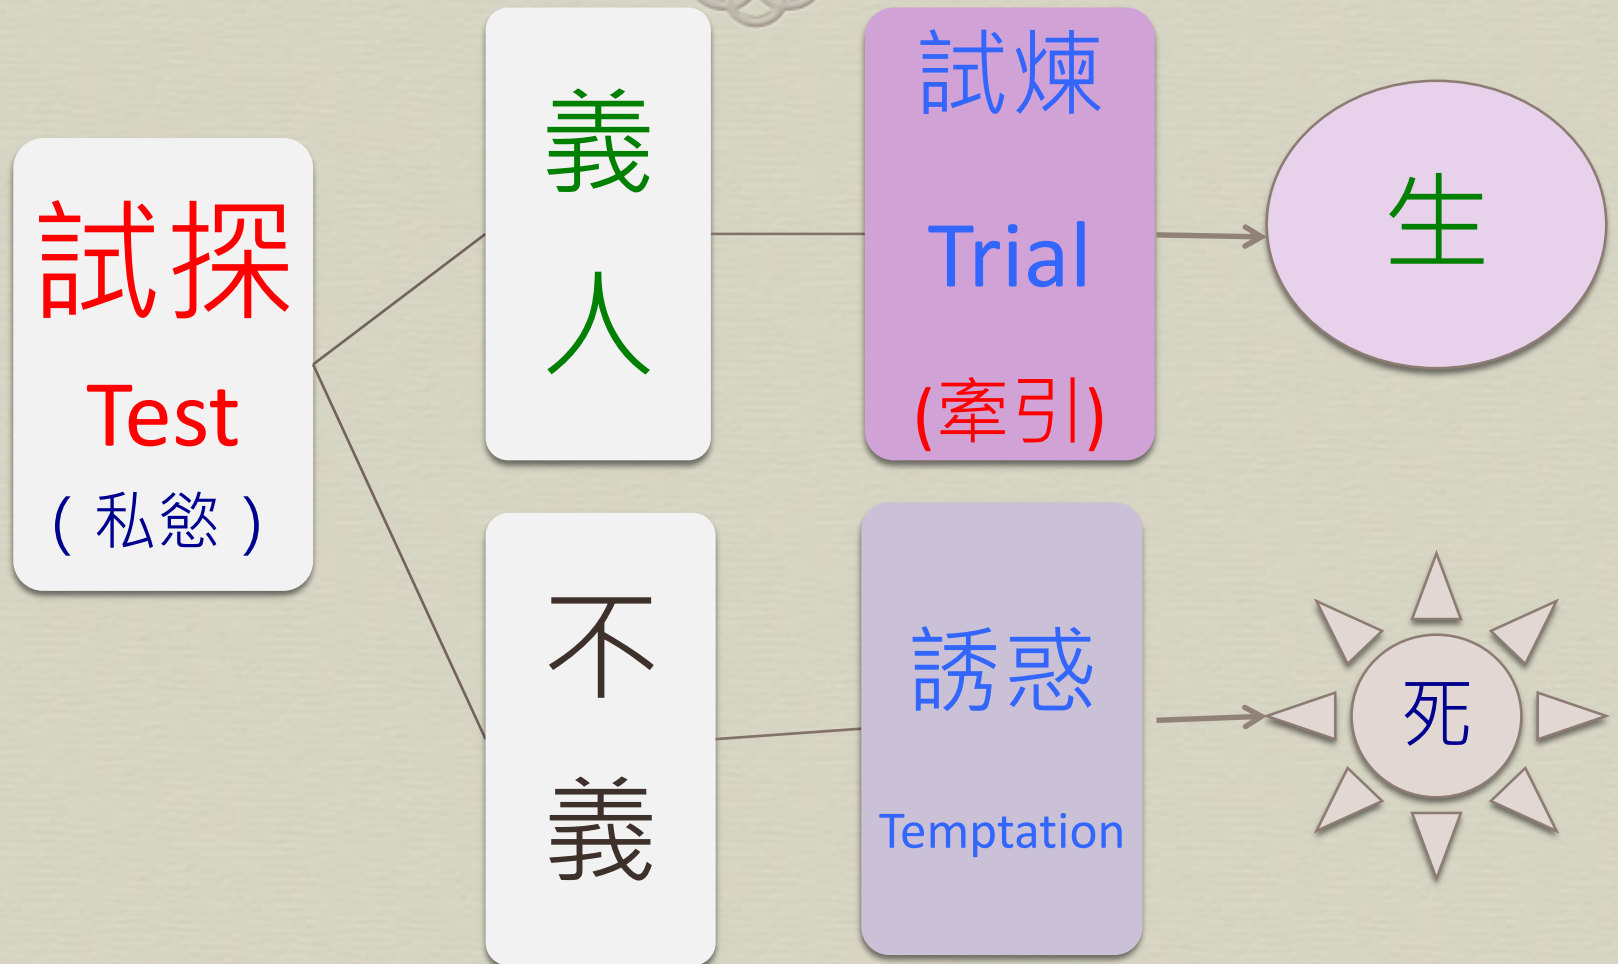 試探
Test
( 私慾 )
義
人
試煉
Trial
(牽引)
生
不
義
誘惑
Temptation
死